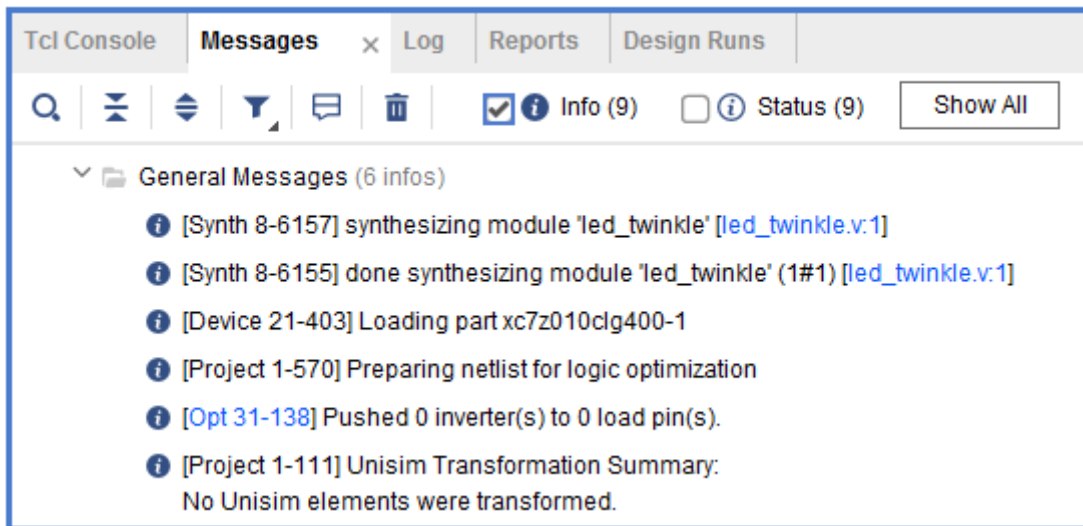 Tcl Console Messages × Log Reports Design Runs
Info (9) Status (9) Show All
General Messages (6 infos)
[Synth 8-6157] synthesizing module 'led_twinkle' [led_twinkle.v:1]
[Synth 8-6155] done synthesizing module 'led_twinkle' (1#1) [led_twinkle.v:1]
[Device 21-403] Loading part xc7z010clg400-1
[Project 1-570] Preparing netlist for logic optimization
[Opt 31-138] Pushed 0 inverter(s) to 0 load pin(s).
[Project 1-111] Unisim Transformation Summary:
No Unisim elements were transformed.